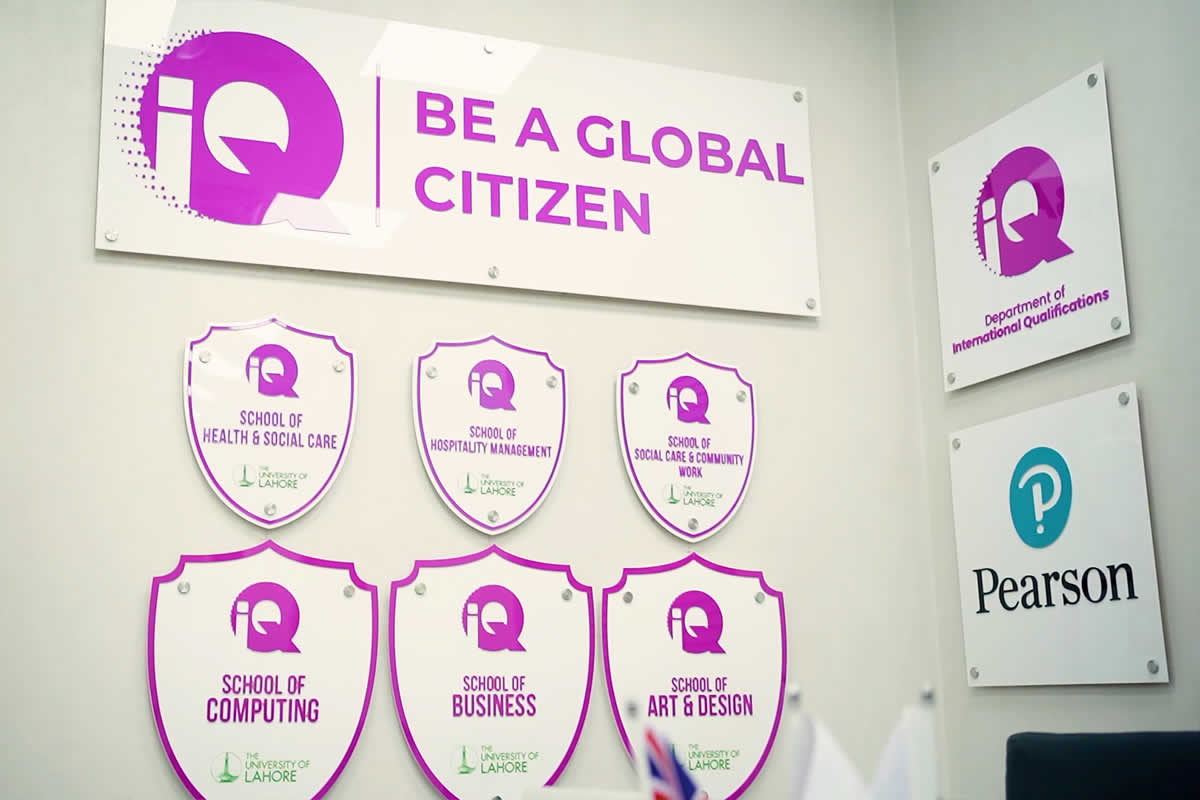 iQ
BE A GLOBAL
CITIZEN
iQ
Department of
International Qualifications
iQ
SCHOOL OF
HEALTH & SOCIAL CARE
THE
UNIVERSITY OF
LAHORE
iQ
SCHOOL OF
HOSPITALITY MANAGEMENT
THE
UNIVERSITY OF
LAHORE
iQ
SCHOOL OF
SOCIAL CARE & COMMUNITY
WORK
THE
UNIVERSITY OF
LAHORE
Pearson
iQ
SCHOOL OF
COMPUTING
THE
UNIVERSITY OF
LAHORE
iQ
SCHOOL OF
BUSINESS
THE
UNIVERSITY OF
LAHORE
iQ
SCHOOL OF
ART & DESIGN
THE
UNIVERSITY OF
LAHORE